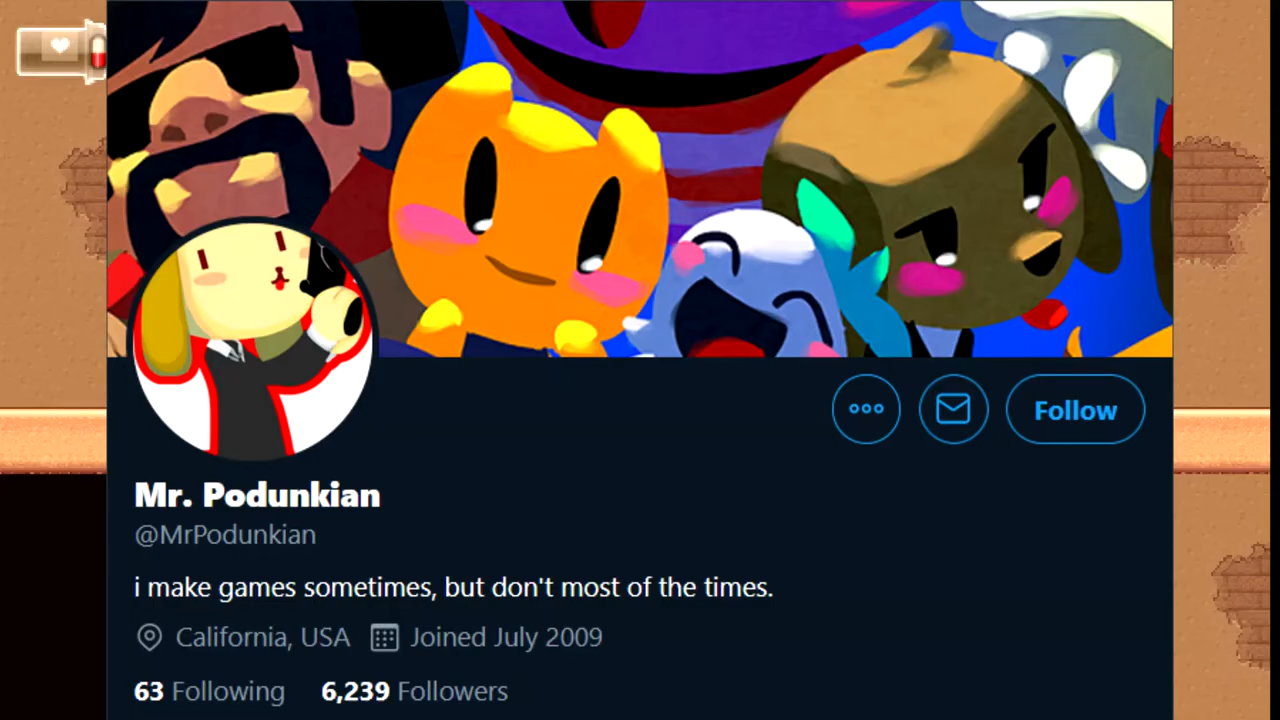 Follow
Mr. Podunkian
@MrPodunkian
i make games sometimes, but don't most of the times.
California, USA Joined July 2009
63 Following 6,239 Followers